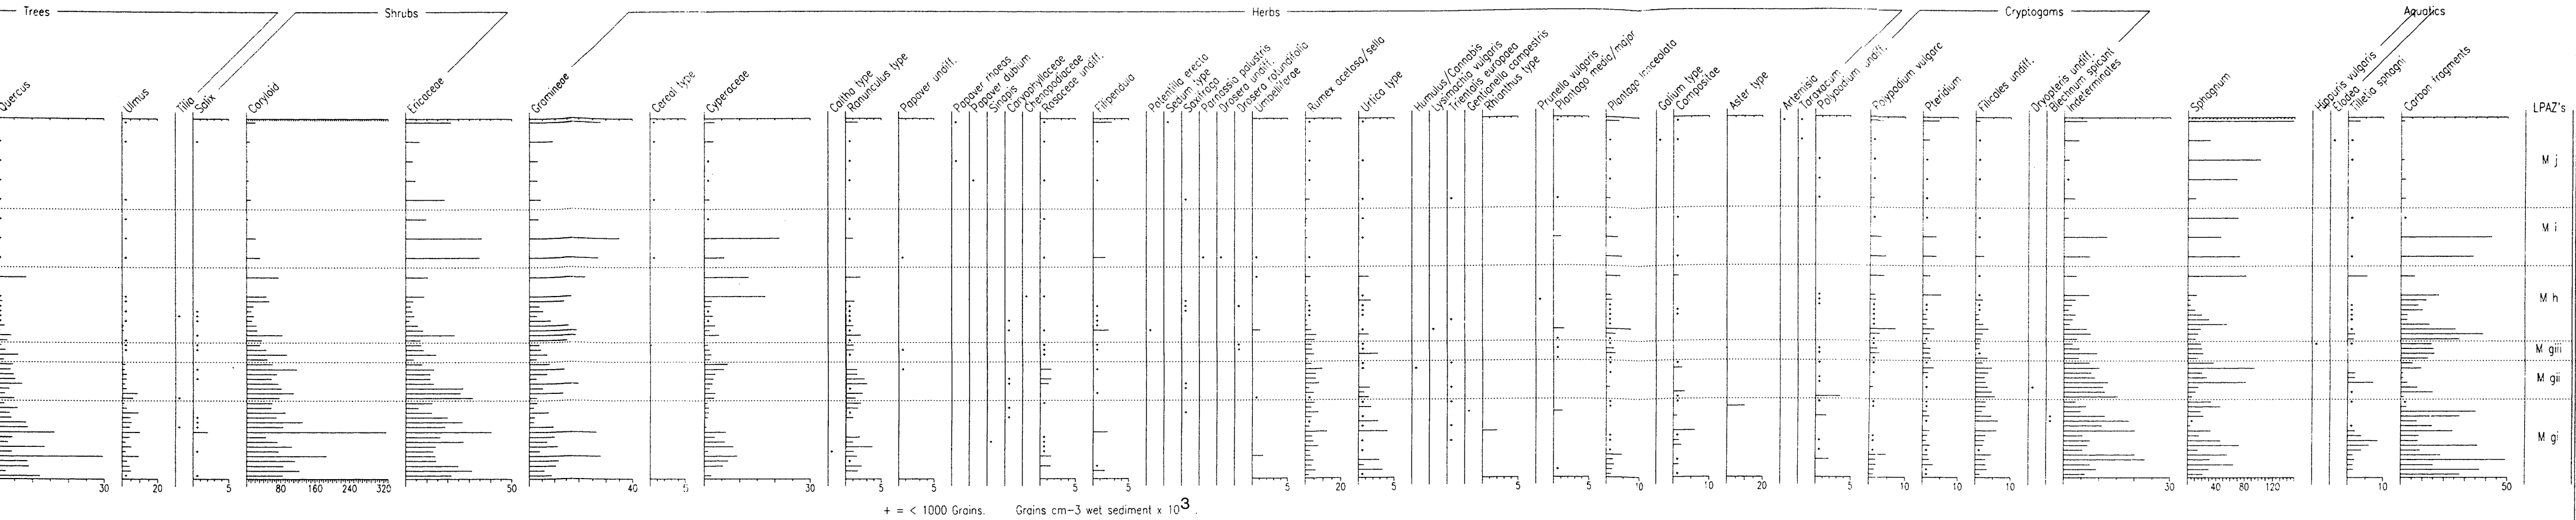 Trees Shrubs Herbs Cryptogams Aquatics
Quercus
Ulmus
Tilia
Salix
Coryloid
Ericaceae
Gramineae
Cereal type
Cyperaceae
Caltha type
Ranunculus type
Papaver undiff.
Papaver rhoeas
Papaver dubium
Sinapis
Caryophyllaceae
Chenopodiaceae
Rosaceae undiff.
Filipendula
Potentilla erecta
Sedum type
Saxifraga
Parnassia palustris
Drosera undiff.
Drosera rotundifolia
Umbelliferae
Rumex acetosa/sella
Urtica type
Humulus/Cannabis
Lysimachia vulgaris
Trientalis europaea
Gentianella campestris
Rhianthus type
Prunella vulgaris
Plantago media/major
Plantago lanceolata
Galium type
Compositae
Aster type
Artemisia
Taraxacum
Polypodium undiff.
Polypodium vulgare
Pteridium
Filicales undiff.
Dryopteris undiff.
Blechnum spicant
Indeterminates
Sphagnum
Hippuris vulgaris
Elodea
Tilletia sphagni
Carbon fragments
LPAZ's
M j
M i
M h
M giii
M gii
M gi
30 20 5 80 160 240 320 50 40 5 30 5 5 5 5 5 20 5 5 5 10 10 5 5 10 10 10 30 40 80 120 10 50
+ = < 1000 Grains. Grains cm-3 wet sediment x 10 3 .